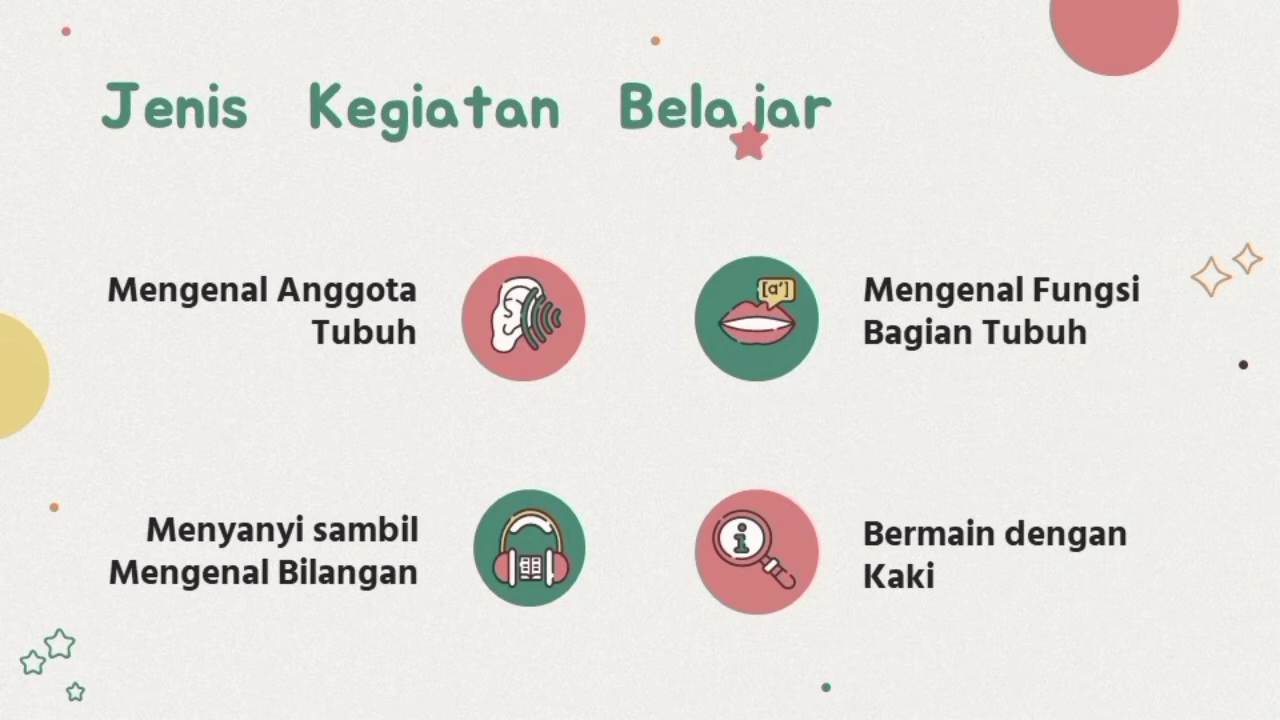 Jenis Kegiatan Belajar
Mengenal Anggota
Tubuh
[a']
Mengenal Fungsi
Bagian Tubuh
Menyanyi sambil
Mengenal Bilangan
i
Bermain dengan
Kaki